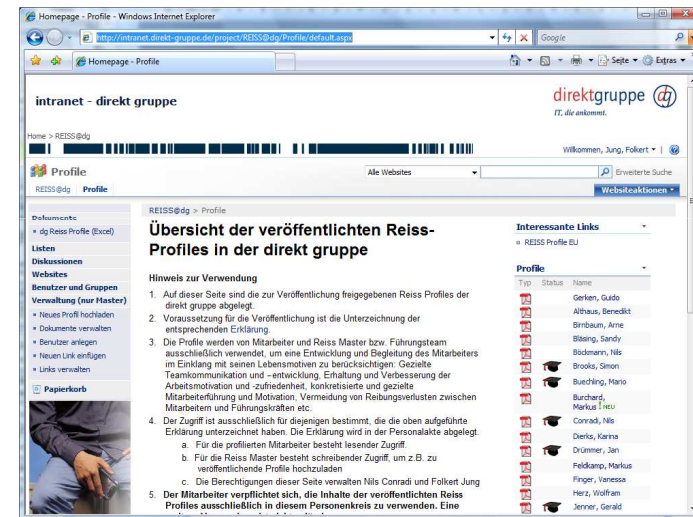 Homepage - Profile - Windows Internet Explorer
http://intranet.direkt-gruppe.de/project/REISS@dg/Profile/default.aspx
Google
Homepage - Profile
Seite
Extras
intranet - direkt gruppe
direktgruppe dg
IT, die ankommt.
Home > REISS@dg
Willkommen, Jung, Folkert
Profile
Alle Websites
Erweiterte Suche
REISS@dg Profile
Websiteaktionen
Dokumente
dg Reiss Profile (Excel)
Listen
Diskussionen
Websites
Benutzer und Gruppen
Verwaltung (nur Master)
Neues Profil hochladen
Dokumente verwalten
Benutzer anlegen
Neuen Link einfügen
Links verwalten
Papierkorb
REISS@dg > Profile
Übersicht der veröffentlichten Reiss-
Profiles in der direkt gruppe
Hinweis zur Verwendung
1. Auf dieser Seite sind die zur Veröffentlichung freigegebenen Reiss Profiles der
direkt gruppe abgelegt.
2. Voraussetzung für die Veröffentlichung ist die Unterzeichnung der
entsprechenden Erklärung.
3. Die Profile werden von Mitarbeiter und Reiss Master bzw. Führungsteam
ausschließlich verwendet, um eine Entwicklung und Begleitung des Mitarbeiters
im Einklang mit seinen Lebensmotiven zu berücksichtigen: Gezielte
Teamkommunikation und –entwicklung, Erhaltung und Verbesserung der
Arbeitsmotivation und -zufriedenheit, konkretisierte und gezielte
Mitarbeiterführung und Motivation, Vermeidung von Reibungsverlusten zwischen
Mitarbeitern und Führungskräften etc.
4. Der Zugriff ist ausschließlich für diejenigen bestimmt, die die oben aufgeführte
Erklärung unterzeichnet haben. Die Erklärung wird in der Personalakte abgelegt.
a. Für die profilierten Mitarbeiter besteht lesender Zugriff.
b. Für die Reiss Master besteht schreibender Zugriff, um z.B. zu
veröffentlichende Profile hochzuladen
c. Die Berechtigungen dieser Seite verwalten Nils Conradi und Folkert Jung
5. Der Mitarbeiter verpflichtet sich, die Inhalte der veröffentlichten Reiss
Profiles ausschließlich in diesem Personenkreis zu verwenden. Eine
Interessante Links
REISS Profile EU
Profile
Typ Status Name
Gerken, Guido
Althaus, Benedikt
Birnbaum, Arne
Bläsing, Sandy
Böckmann, Nils
Brooks, Simon
Buechling, Mario
Burchard,
Markus NEU
Conradi, Nils
Dierks, Karina
Drümmer, Jan
Feldkamp, Markus
Finger, Vanessa
Herz, Wolfram
Jenner, Gerald